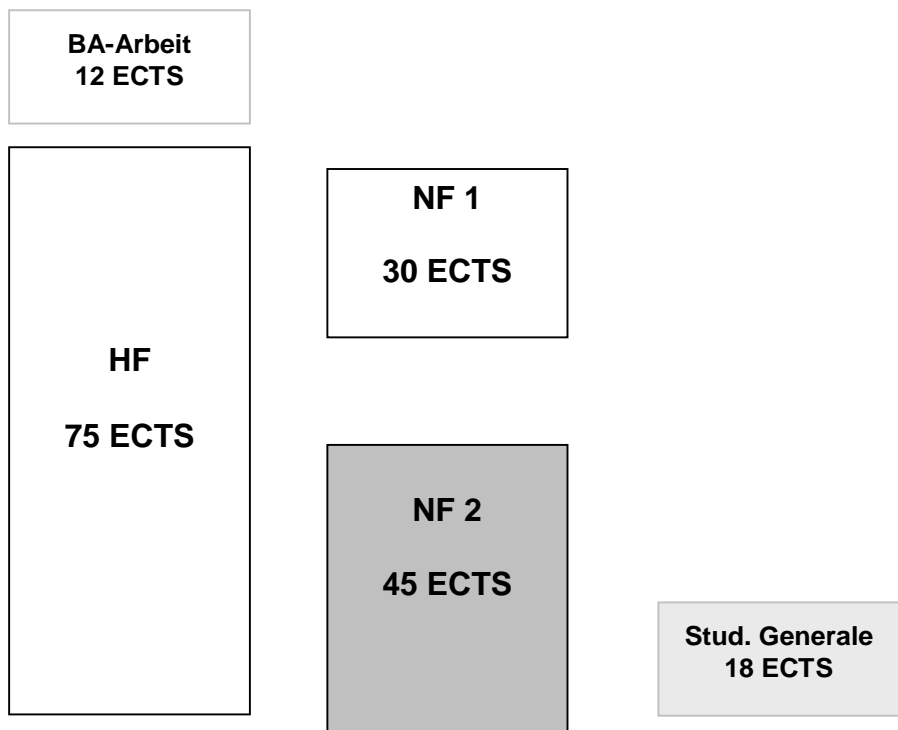 BA-Arbeit
12 ECTS
HF
75 ECTS
NF 1
30 ECTS
NF 2
45 ECTS
Stud. Generale
18 ECTS